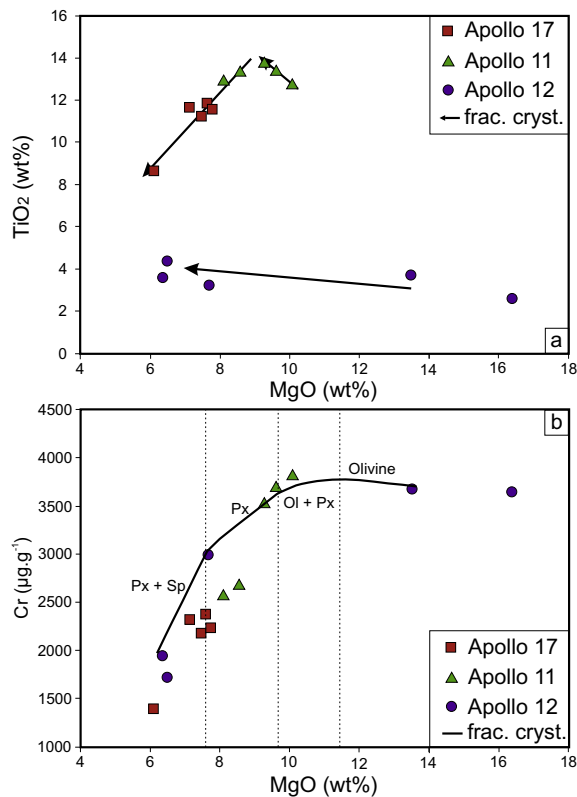 16
14
12
10
8
6
4
2
0
TiO2 (wt%)
Apollo 17
Apollo 11
Apollo 12
frac. cryst.
a
4 6 8 10 12 14 16 18
MgO (wt%)
4500
4000
3500
3000
2500
2000
1500
1000
Cr (µg.g-1)
b
Olivine
Px
Ol + Px
Px + Sp
Apollo 17
Apollo 11
Apollo 12
frac. cryst.
4 6 8 10 12 14 16 18
MgO (wt%)